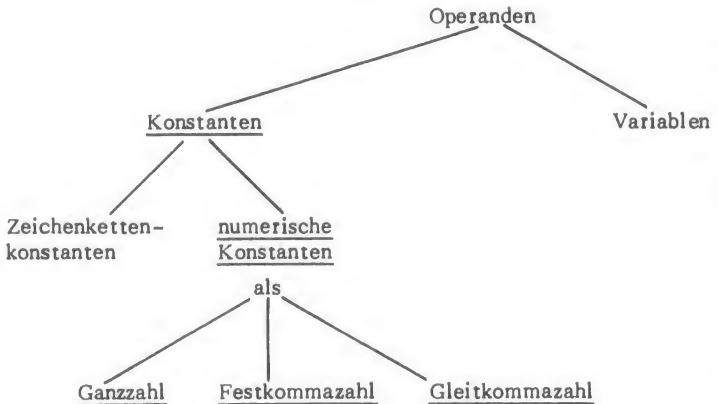 Operanden
Konstanten Variablen
Zeichenketten- numerische
konstanten Konstanten
als
Ganzzahl Festkommazahl Gleitkommazahl